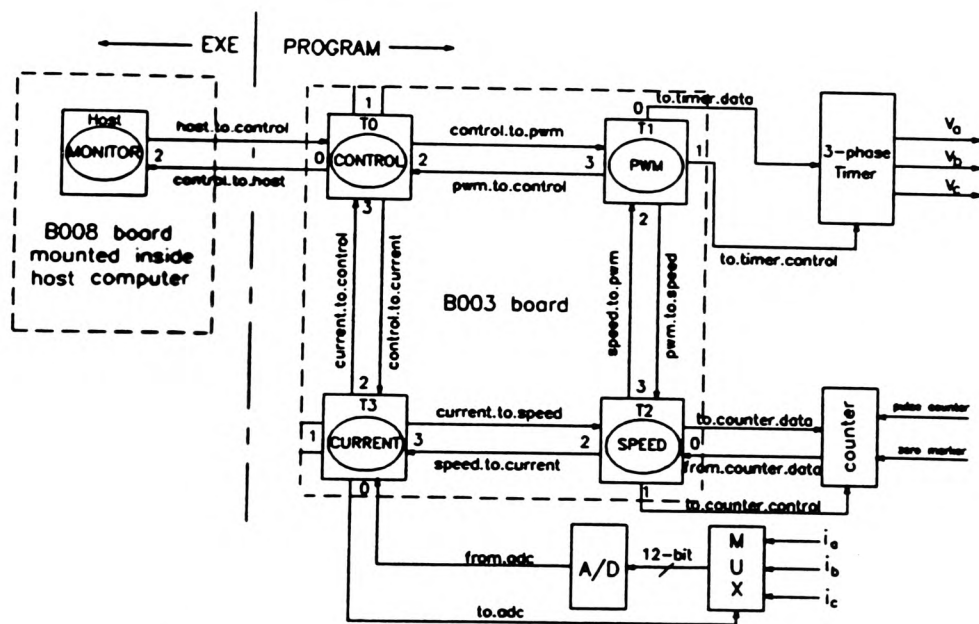 EXE PROGRAM
Host
MONITOR
2
host.to.control
control.to.host
B008 board
mounted inside
host computer
1
T0
CONTROL
0
2
3
control.to.pwm
pwm.to.control
0
T1
PWM
3
1
2
to.timer.data
to.timer.control
3-phase
Timer
Va
Vb
Vc
current.to.control
control.to.current
B003 board
speed.to.pwm
pwm.to.speed
2
T3
CURRENT
1
3
0
current.to.speed
speed.to.current
3
T2
SPEED
2
0
1
to.counter.data
from.counter.data
to.counter.control
counter
pulse counter
zero marker
from.adc
to.adc
A/D
12-bit
M
U
X
ia
ib
ic